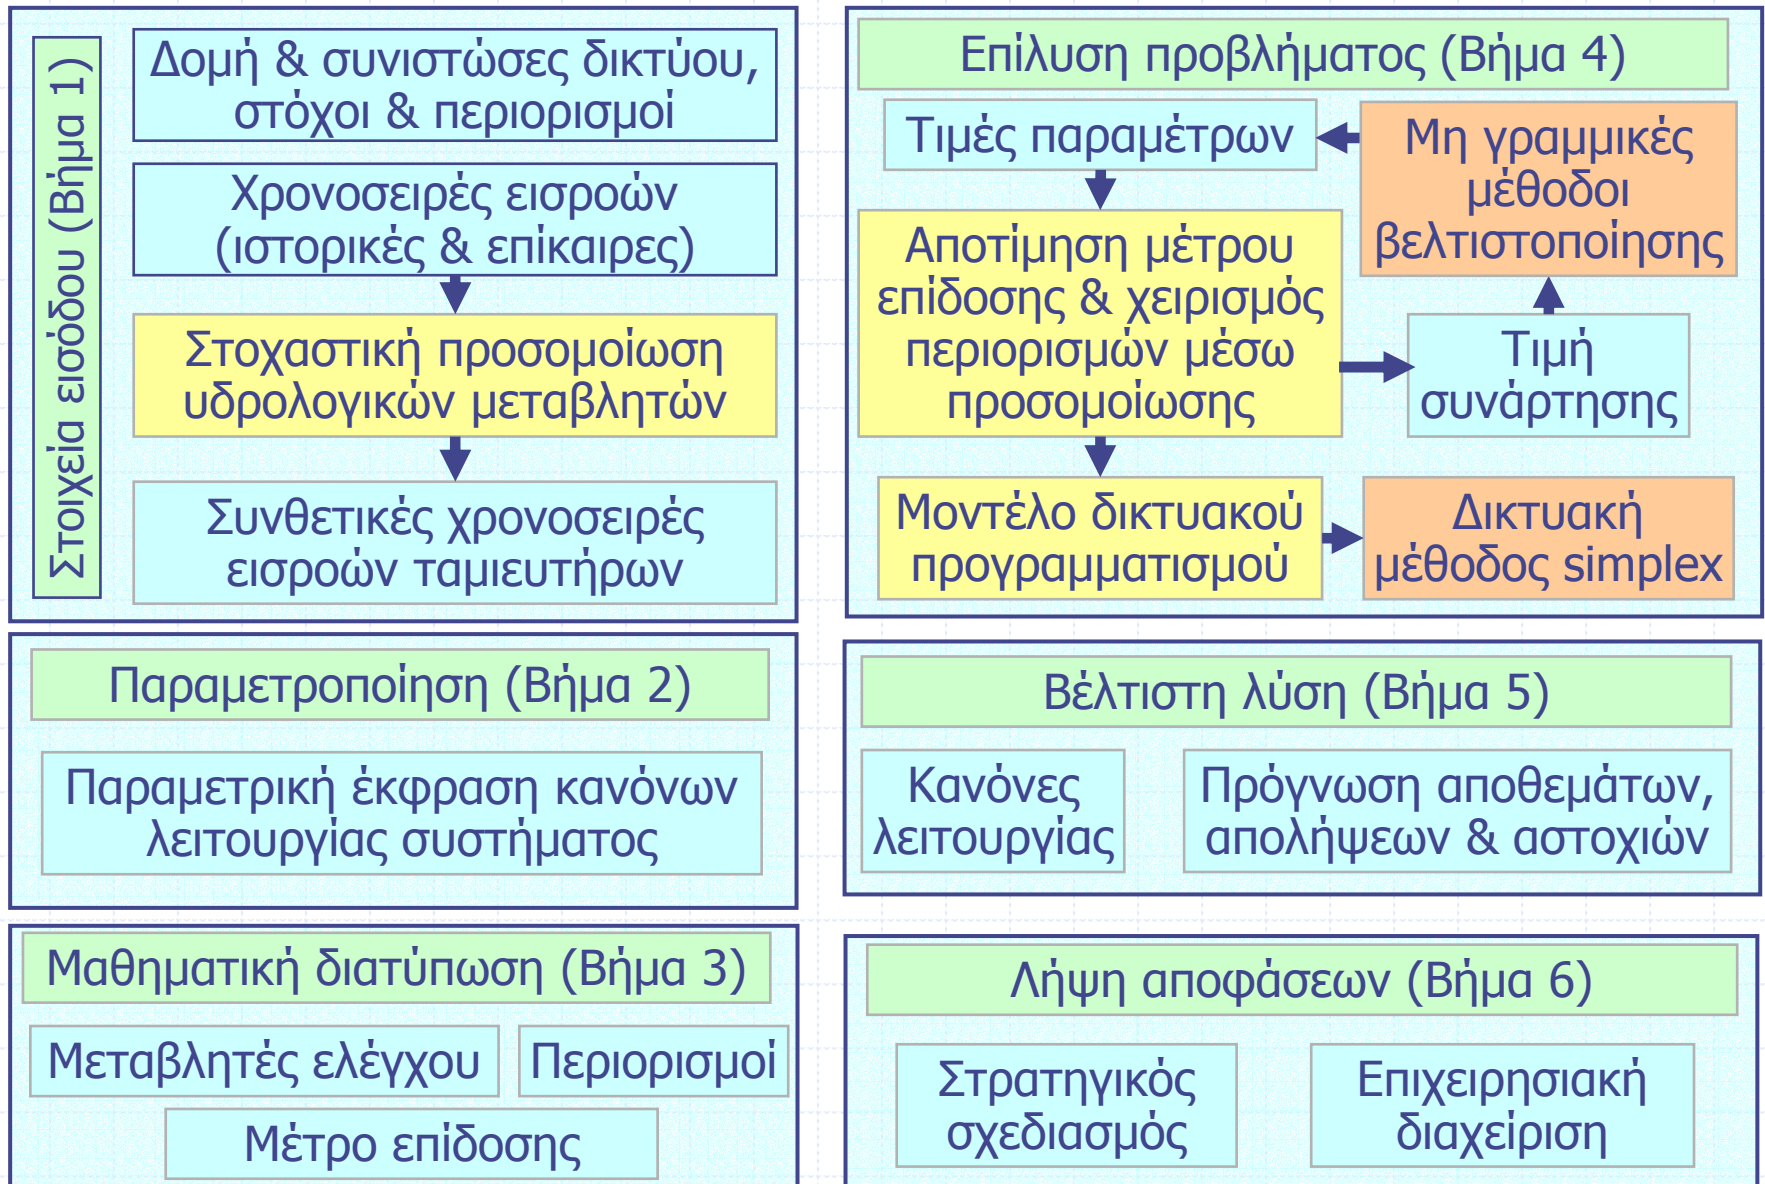 Στοιχεία εισόδου (Βήμα 1)
Δομή & συνιστώσες δικτύου,
στόχοι & περιορισμοί
Χρονοσειρές εισροών
(ιστορικές & επίκαιρες)
Στοχαστική προσομοίωση
υδρολογικών μεταβλητών
Συνθετικές χρονοσειρές
εισροών ταμιευτήρων
Παραμετροποίηση (Βήμα 2)
Παραμετρική έκφραση κανόνων
λειτουργίας συστήματος
Μαθηματική διατύπωση (Βήμα 3)
Μεταβλητές ελέγχου
Περιορισμοί
Μέτρο επίδοσης
Επίλυση προβλήματος (Βήμα 4)
Τιμές παραμέτρων
Μη γραμμικές
μέθοδοι
βελτιστοποίησης
Αποτίμηση μέτρου
επίδοσης & χειρισμός
περιορισμών μέσω
προσομοίωσης
Τιμή
συνάρτησης
Μοντέλο δικτυακού
προγραμματισμού
Δικτυακή
μέθοδος simplex
Βέλτιστη λύση (Βήμα 5)
Κανόνες
λειτουργίας
Πρόγνωση αποθεμάτων,
απολήψεων & αστοχιών
Λήψη αποφάσεων (Βήμα 6)
Στρατηγικός
σχεδιασμός
Επιχειρησιακή
διαχείριση